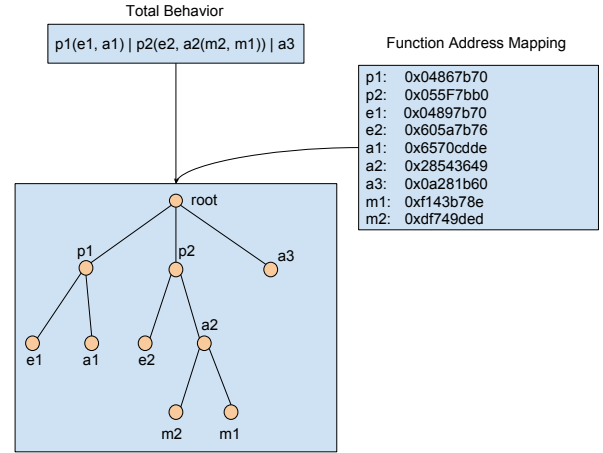 Total Behavior
p1(e1, a1) | p2(e2, a2(m2, m1)) | a3
Function Address Mapping
p1: 0x04867b70
p2: 0x055F7bb0
e1: 0x04897b70
e2: 0x605a7b76
a1: 0x6570cdde
a2: 0x28543649
a3: 0x0a281b60
m1: 0xf143b78e
m2: 0xdf749ded
root
p1
p2
a3
a2
e1
a1
e2
m2
m1